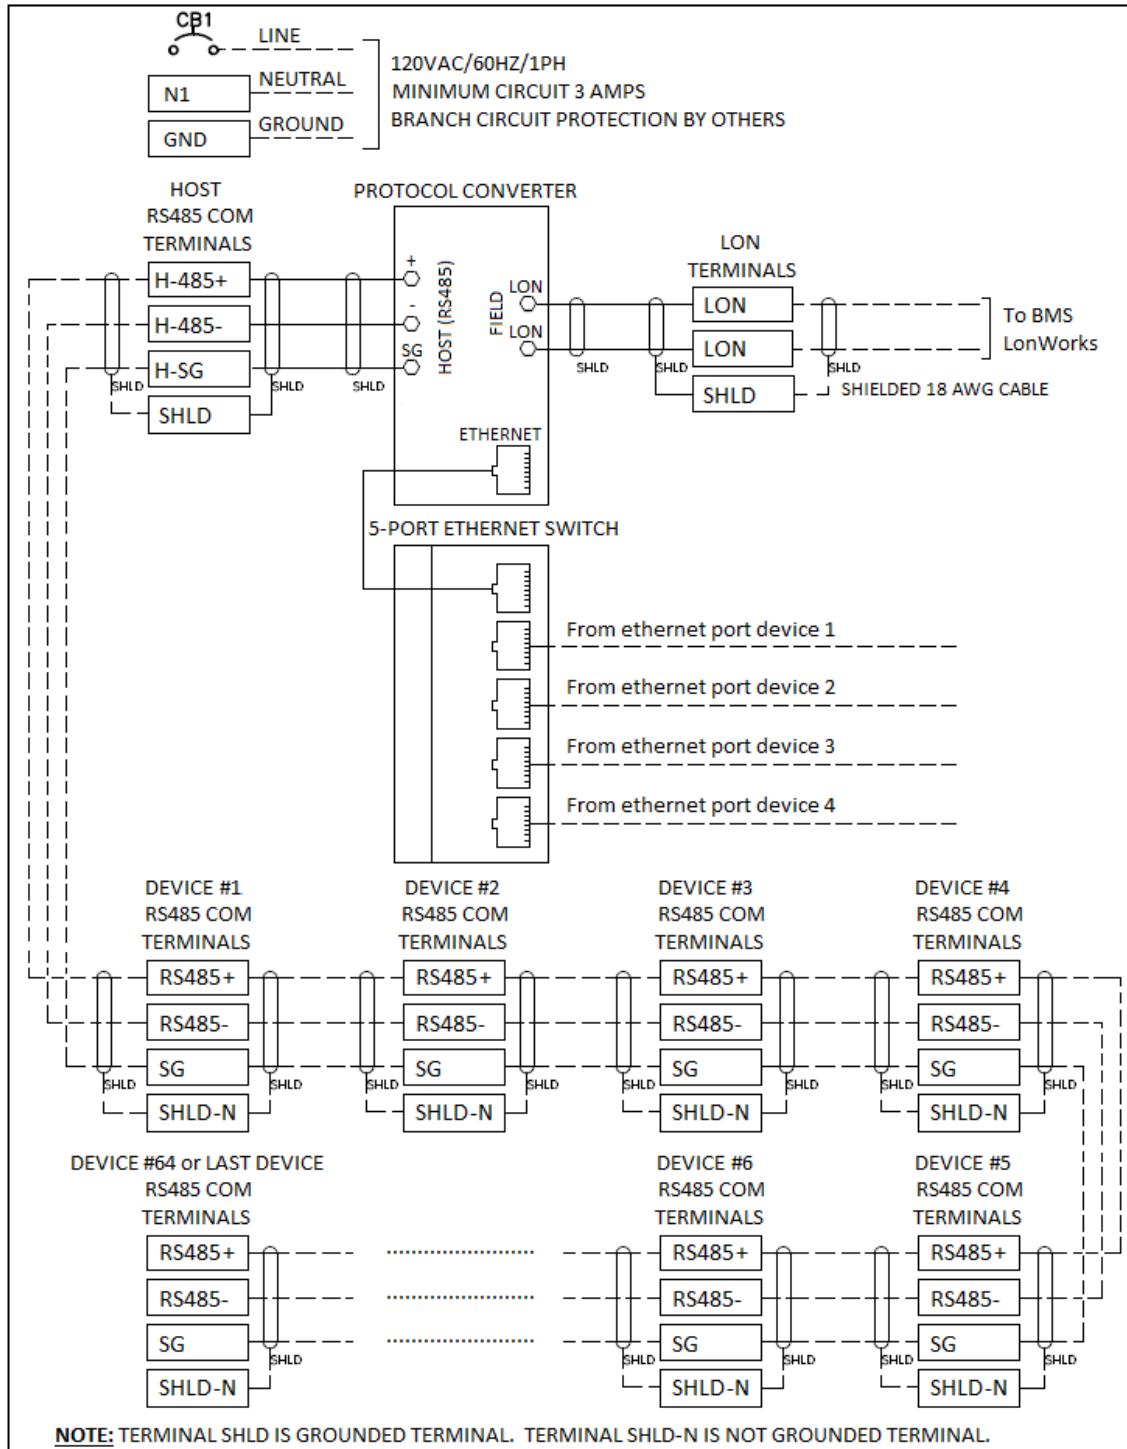 CB1
LINE
NEUTRAL
N1
GROUND
GND
120VAC/60HZ/1PH
MINIMUM CIRCUIT 3 AMPS
BRANCH CIRCUIT PROTECTION BY OTHERS
HOST
RS485 COM
TERMINALS
H-485+
H-485-
H-SG
SHLD
SHLD
SHLD
SHLD
PROTOCOL CONVERTER
+
-
SG
HOST (RS485)
FIELD
LON
LON
ETHERNET
SHLD
SHLD
LON
TERMINALS
LON
LON
SHLD
SHLD
To BMS
LonWorks
SHIELDED 18 AWG CABLE
5-PORT ETHERNET SWITCH
From ethernet port device 1
From ethernet port device 2
From ethernet port device 3
From ethernet port device 4
DEVICE #1
RS485 COM
TERMINALS
RS485+
RS485-
SG
SHLD
SHLD
SHLD-N
DEVICE #2
RS485 COM
TERMINALS
RS485+
RS485-
SG
SHLD
SHLD
SHLD-N
DEVICE #3
RS485 COM
TERMINALS
RS485+
RS485-
SG
SHLD
SHLD
SHLD-N
DEVICE #4
RS485 COM
TERMINALS
RS485+
RS485-
SG
SHLD
SHLD
SHLD-N
DEVICE #64 or LAST DEVICE
RS485 COM
TERMINALS
RS485+
RS485-
SG
SHLD
SHLD-N
DEVICE #6
RS485 COM
TERMINALS
RS485+
RS485-
SG
SHLD
SHLD
SHLD-N
DEVICE #5
RS485 COM
TERMINALS
RS485+
RS485-
SG
SHLD
SHLD
SHLD-N
NOTE: TERMINAL SHLD IS GROUNDED TERMINAL. TERMINAL SHLD-N IS NOT GROUNDED TERMINAL.